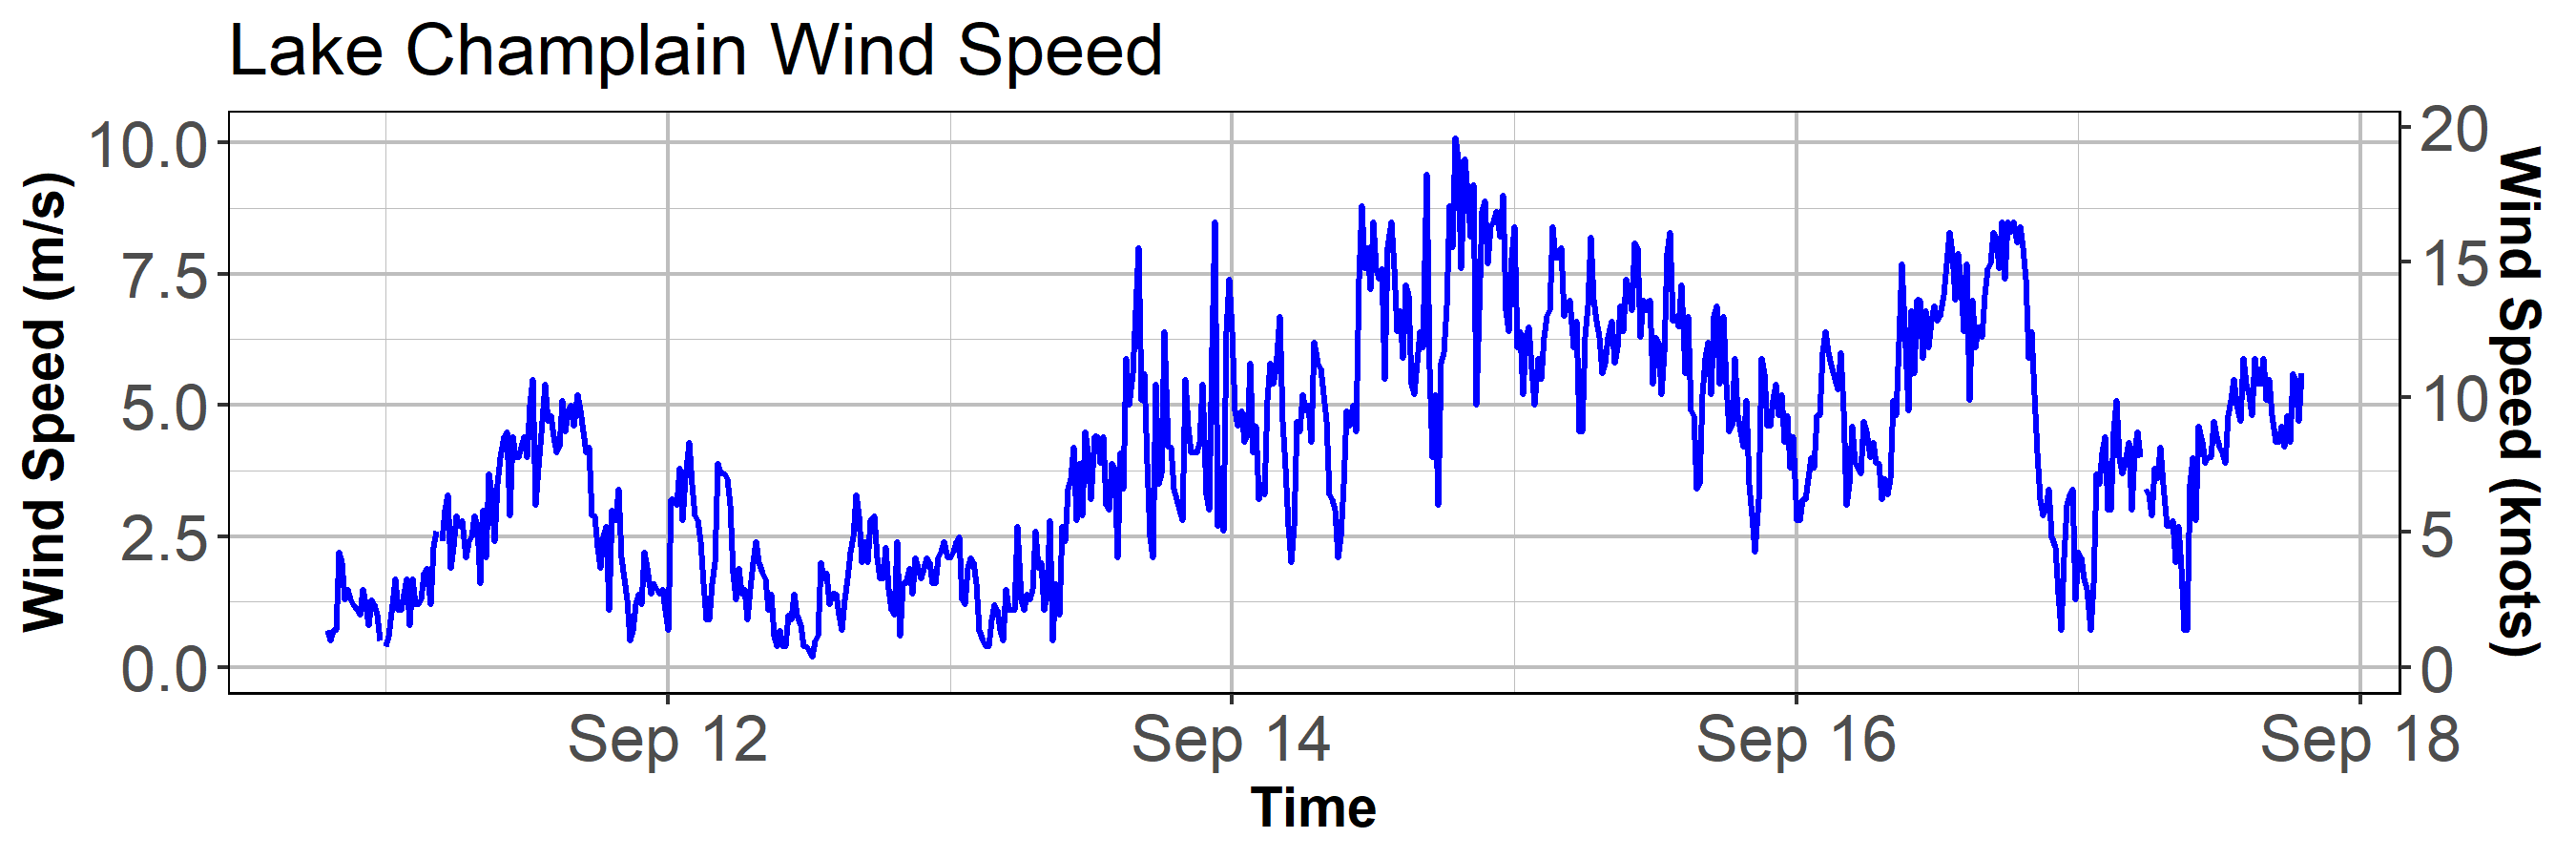 Lake Champlain Wind Speed
Wind Speed (m/s)
10.0
7.5
5.0
2.5
0.0
20
15
10
5
0
Wind Speed (knots)
Sep 12 Sep 14 Sep 16 Sep 18
Time